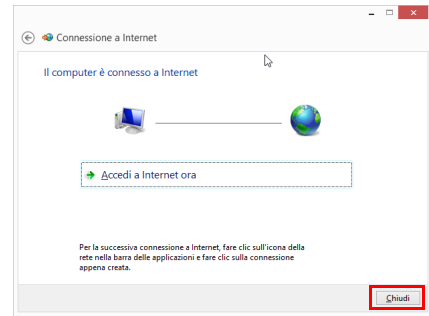 Connessione a Internet
Il computer è connesso a Internet
Accedi a Internet ora
Per la successiva connessione a Internet, fare clic sull'icona della
rete nella barra delle applicazioni e fare clic sulla connessione
appena creata.
Chiudi